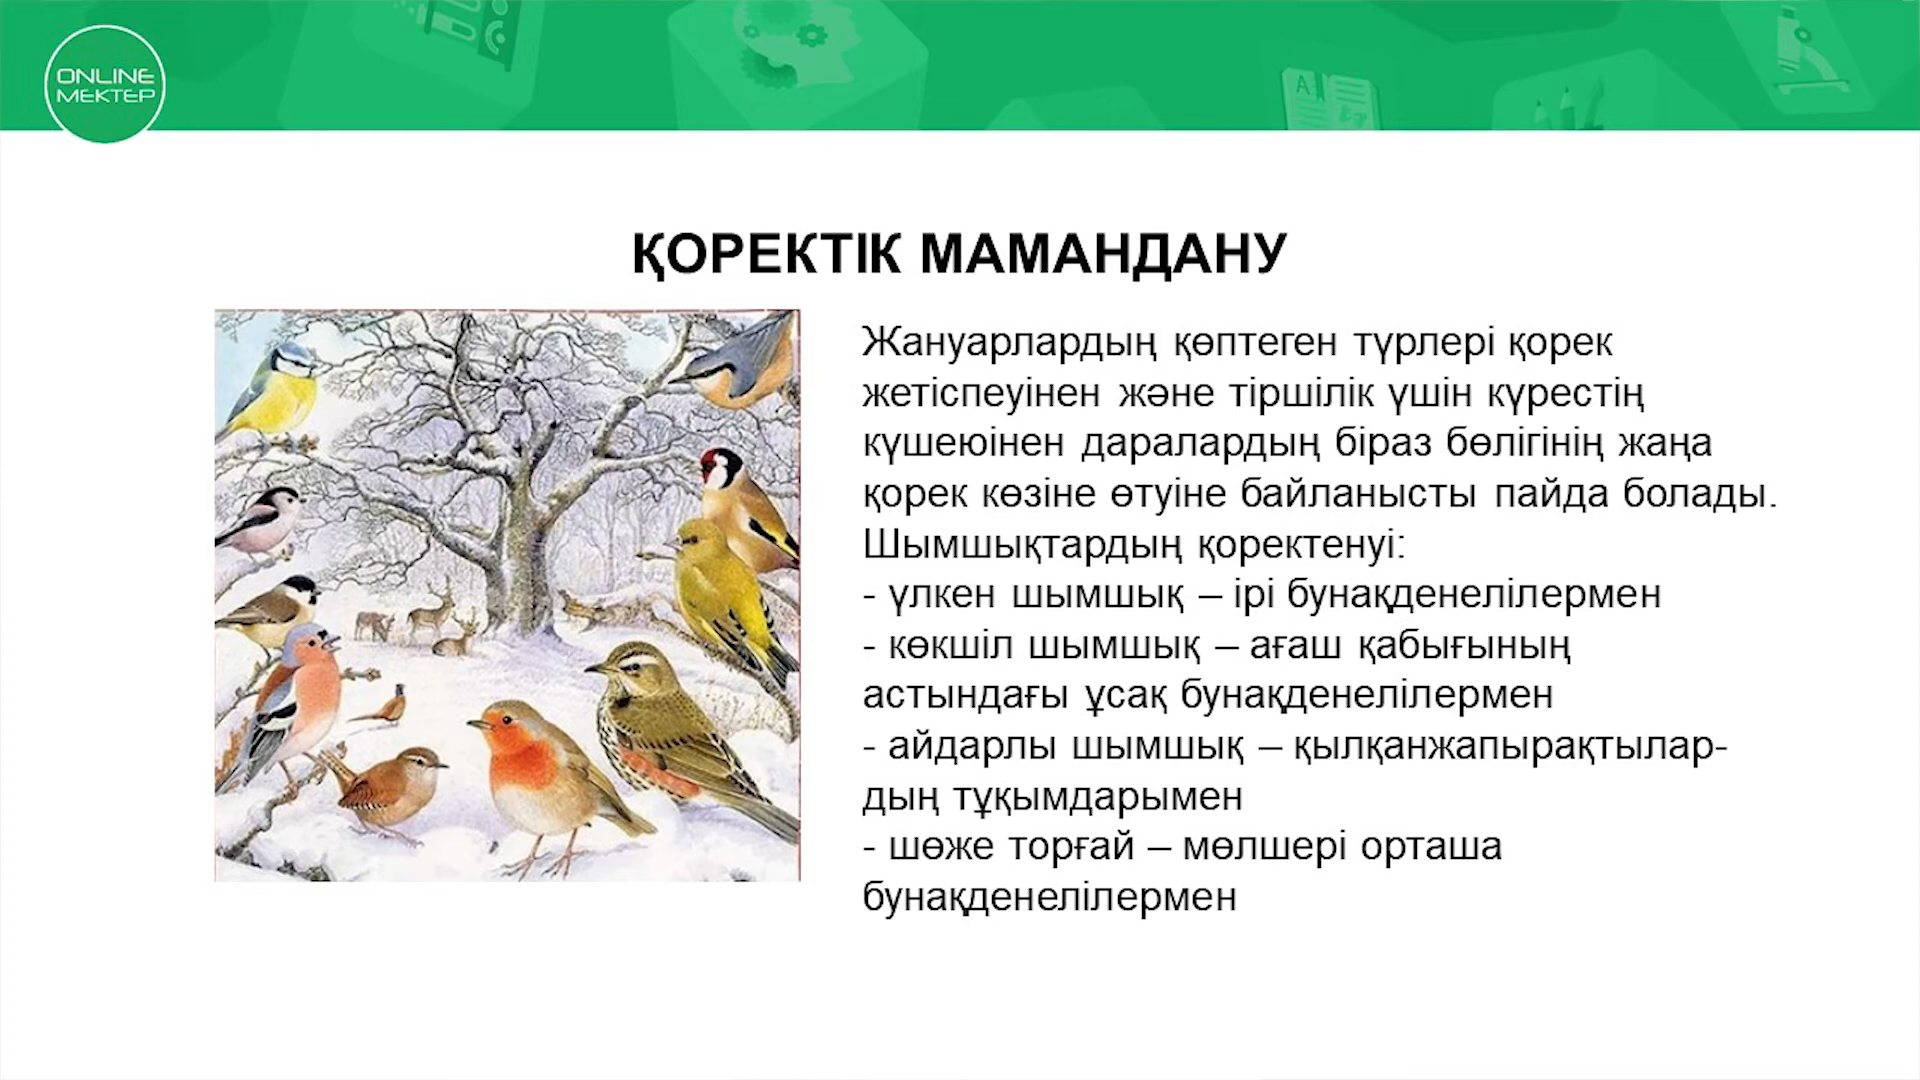 ONLINE
MEKTEP
ҚОРЕКТІК МАМАНДАНУ
Жануарлардың көптеген түрлері қорек
жетіспеуінен және тіршілік үшін күрестің
күшеюінен даралардың біраз бөлігінің жаңа
қорек көзіне өтуіне байланысты пайда болады.
Шымшықтардың қоректенуі:
- үлкен шымшық – ірі бунақденелілермен
- көкшіл шымшық – ағаш қабығының
астындағы ұсақ бунақденелілермен
- айдарлы шымшық – қылқанжапырақтылар-
дың тұқымдарымен
- шөже торғай – мөлшері орташа
бунақденелілермен